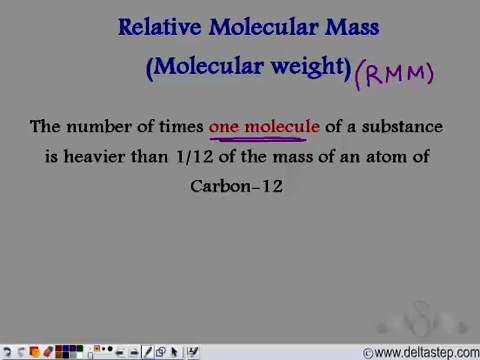 Relative Molecular Mass
(Molecular weight) (RMM)
The number of times one molecule of a substance
is heavier than 1/12 of the mass of an atom of
Carbon-12
www.deltastep.com